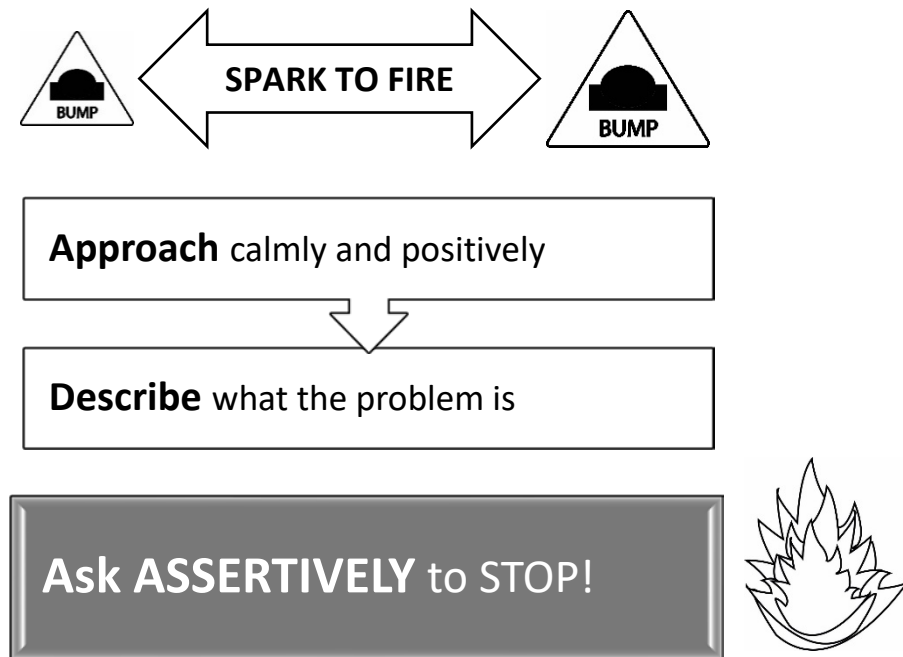 SPARK TO FIRE
BUMP
BUMP
Approach calmly and positively
Describe what the problem is
Ask ASSERTIVELY to STOP!